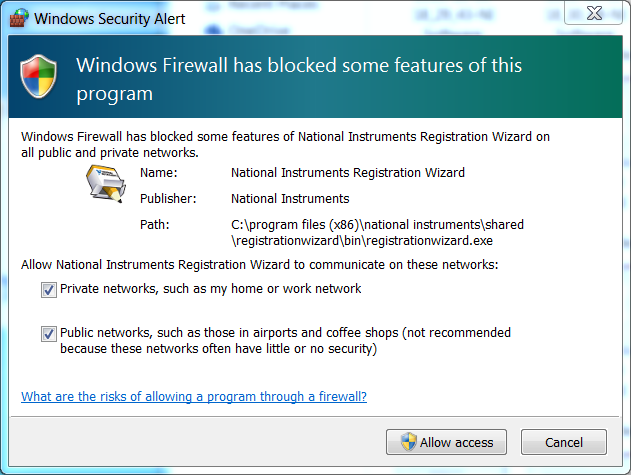 Windows Security Alert
Windows Firewall has blocked some features of this
program
Windows Firewall has blocked some features of National Instruments Registration Wizard on
all public and private networks.
Name: National Instruments Registration Wizard
Publisher: National Instruments
Path: C:\program files (x86)\national instruments\shared
\registrationwizard\bin\registrationwizard.exe
Allow National Instruments Registration Wizard to communicate on these networks:
Private networks, such as my home or work network
Public networks, such as those in airports and coffee shops (not recommended
because these networks often have little or no security)
What are the risks of allowing a program through a firewall?
Allow access Cancel